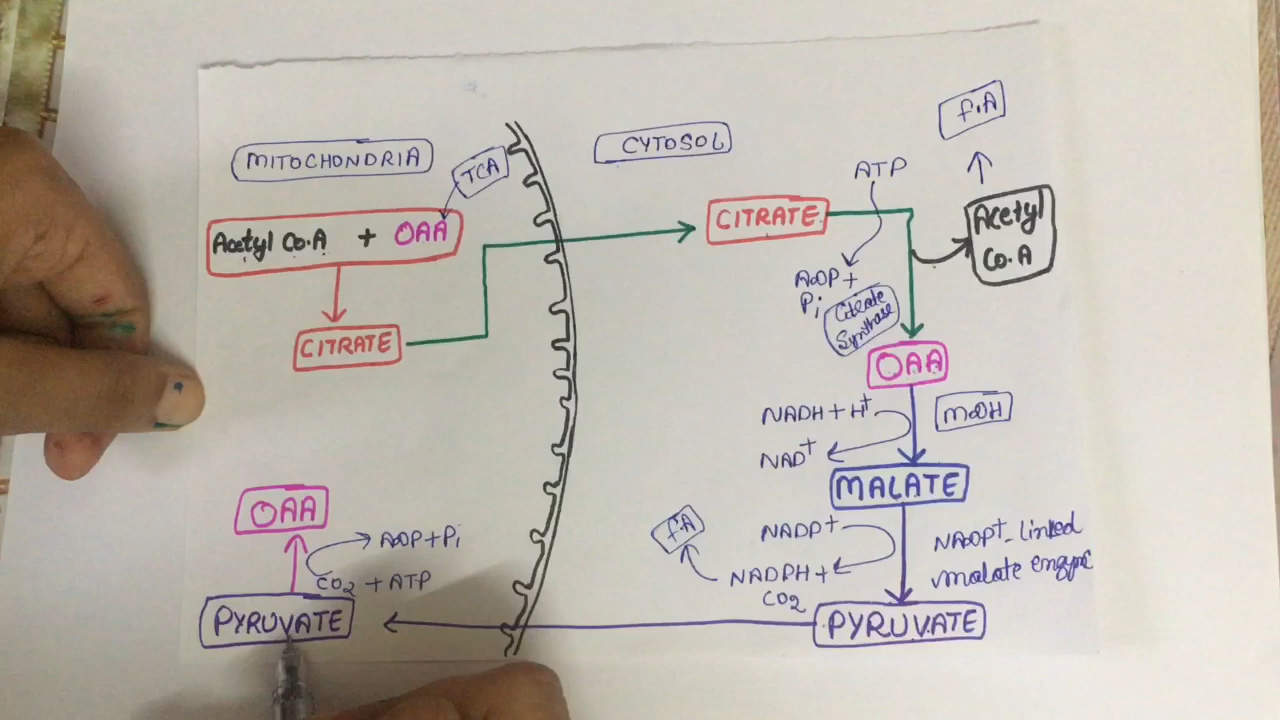 MITOCHONDRIA
TCA
Acetyl Co.A + OAA
CITRATE
CYTOSOL
CITRATE
ATP
ADP +
Pi
Citrate
Synthase
f.A
Acetyl
Co.A
OAA
NADH + H+
NAD+
MDH
MALATE
NADP+
NADPH +
CO2
f.A
NADP+- linked
malate enzyme
PYRUVATE
PYRUVATE
CO2 + ATP
ADP + Pi
OAA